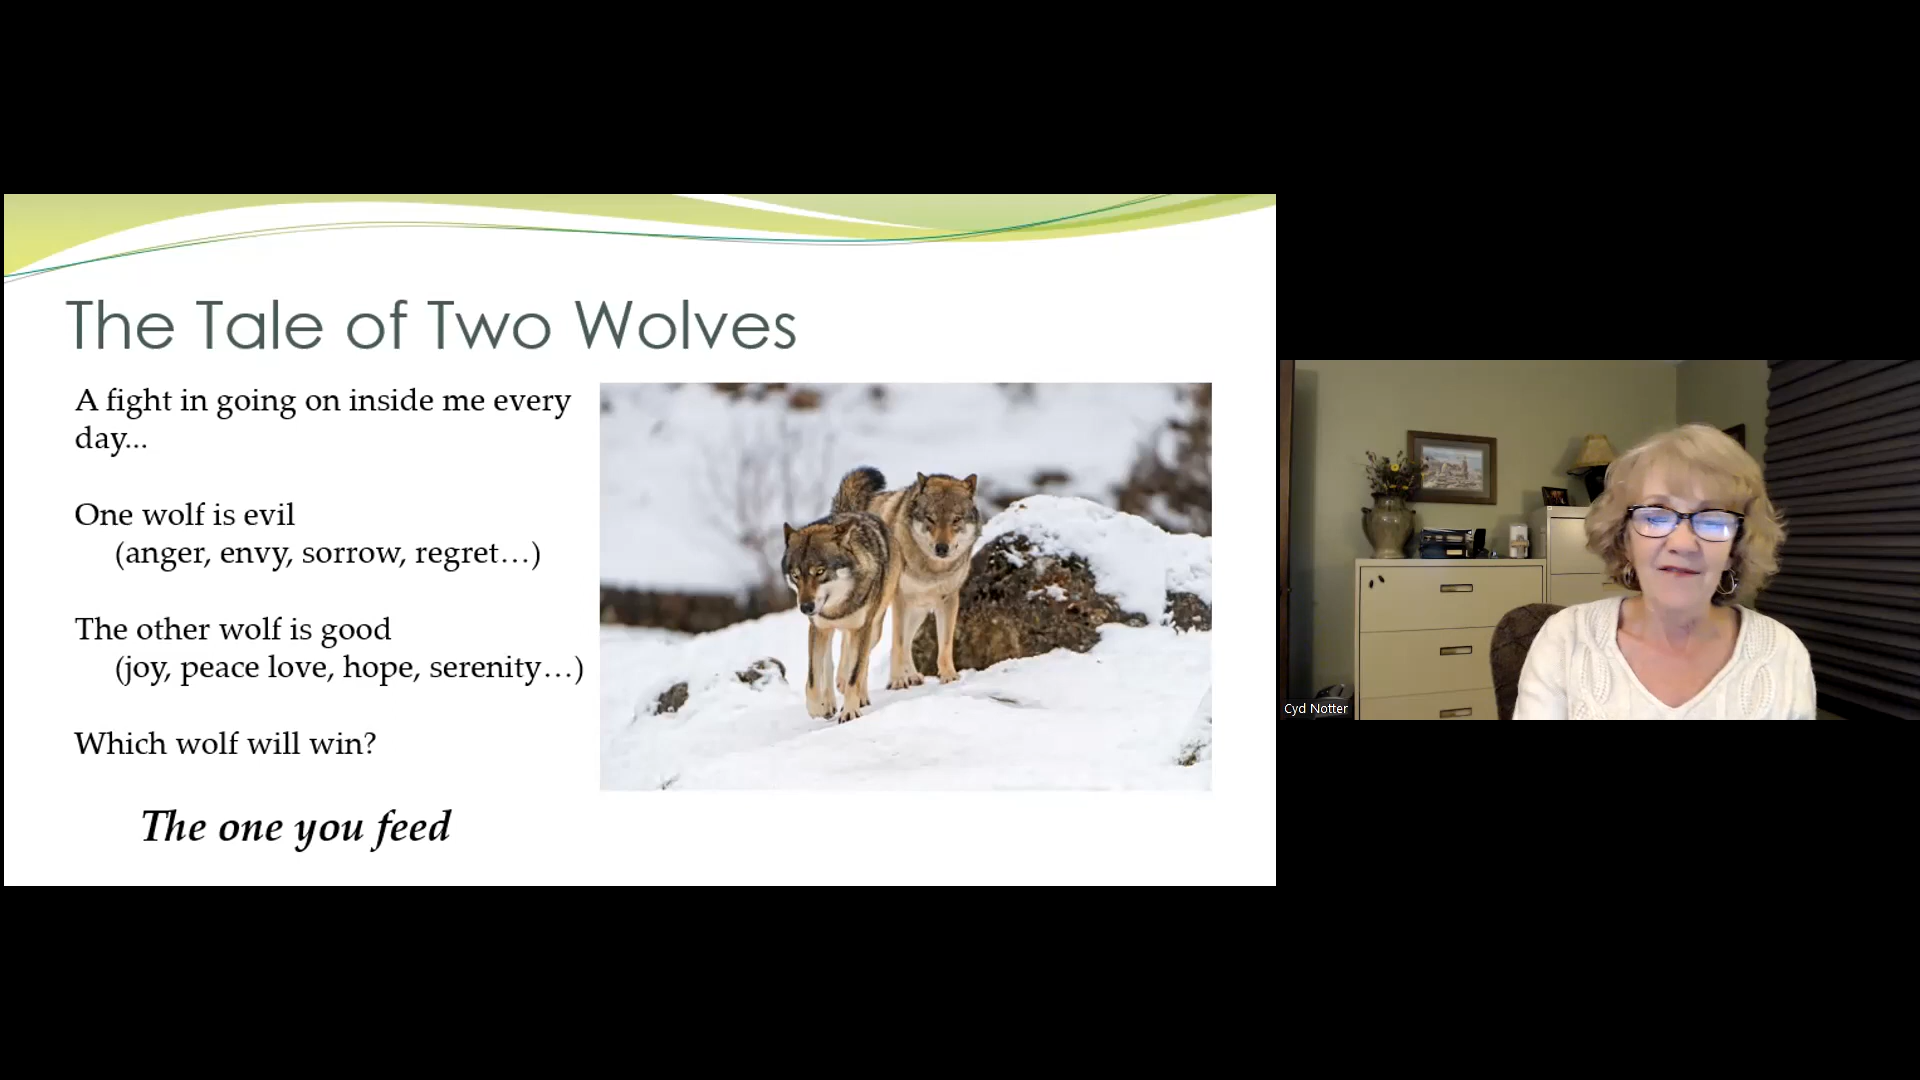 The Tale of Two Wolves
A fight in going on inside me every
day...
One wolf is evil
(anger, envy, sorrow, regret…)
The other wolf is good
(joy, peace love, hope, serenity…)
Which wolf will win?
The one you feed
Cyd Notter